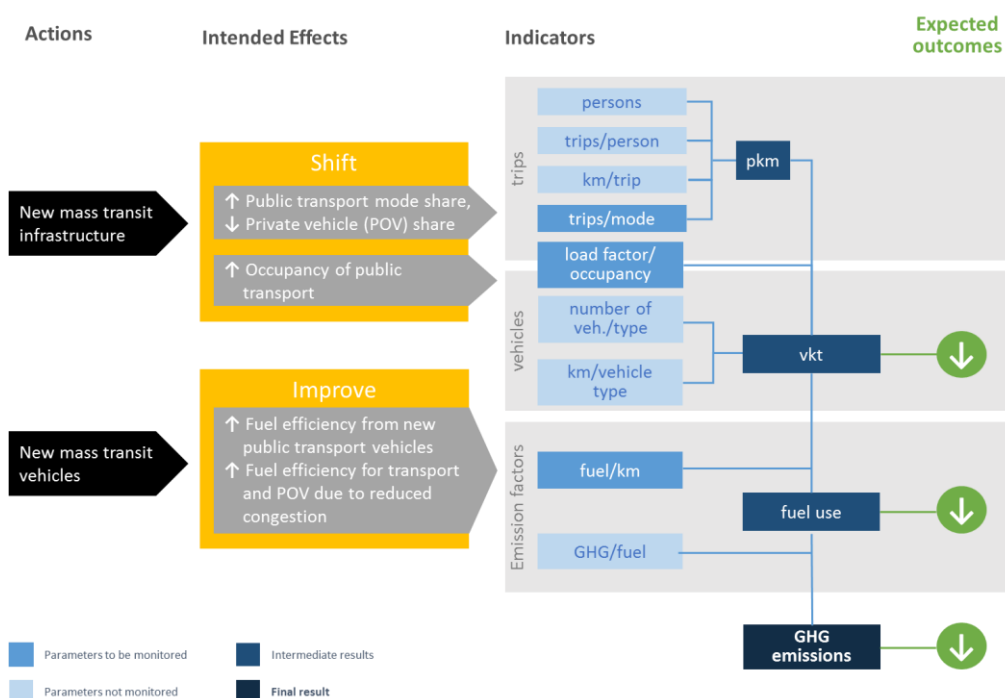 Actions
Intended Effects
Indicators
Expected
outcomes
New mass transit
infrastructure
Shift
↑ Public transport mode share,
↓ Private vehicle (POV) share
↑ Occupancy of public
transport
trips
persons
trips/person
km/trip
trips/mode
pkm
load factor/
occupancy
vehicles
number of
veh./type
km/vehicle
type
vkt
New mass transit
vehicles
Improve
↑ Fuel efficiency from new
public transport vehicles
↑ Fuel efficiency for transport
and POV due to reduced
congestion
Emission factors
fuel/km
fuel use
GHG/fuel
GHG
emissions
Parameters to be monitored
Intermediate results
Parameters not monitored
Final result